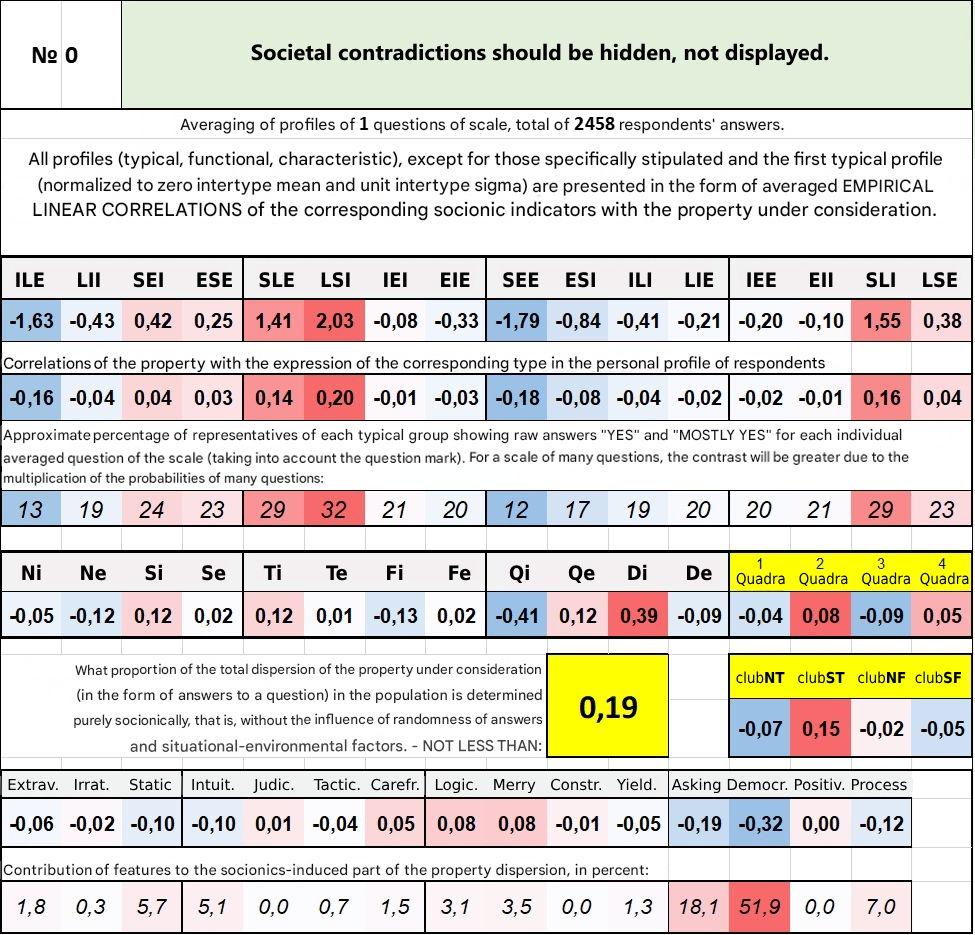 № 0
Societal contradictions should be hidden, not displayed.
Averaging of profiles of 1 questions of scale, total of 2458 respondents' answers.
All profiles (typical, functional, characteristic), except for those specifically stipulated and the first typical profile
(normalized to zero intertype mean and unit intertype sigma) are presented in the form of averaged EMPIRICAL
LINEAR CORRELATIONS of the corresponding socionic indicators with the property under consideration.
ILE LII SEI ESE SLE LSI IEI EIE SEE ESI ILI LIE IEE EII SLI LSE
-1,63 -0,43 0,42 0,25 1,41 2,03 -0,08 -0,33 -1,79 -0,84 -0,41 -0,21 -0,20 -0,10 1,55 0,38
Correlations of the property with the expression of the corresponding type in the personal profile of respondents
-0,16 -0,04 0,04 0,03 0,14 0,20 -0,01 -0,03 -0,18 -0,08 -0,04 -0,02 -0,02 -0,01 0,16 0,04
Approximate percentage of representatives of each typical group showing raw answers "YES" and "MOSTLY YES" for each individual
averaged question of the scale (taking into account the question mark). For a scale of many questions, the contrast will be greater due to the
multiplication of the probabilities of many questions:
13 19 24 23 29 32 21 20 12 17 19 20 20 21 29 23
Ni Ne Si Se Ti Te Fi Fe Qi Qe Di De 1 Quadra 2 Quadra 3 Quadra 4 Quadra
-0,05 -0,12 0,12 0,02 0,12 0,01 -0,13 0,02 -0,41 0,12 0,39 -0,09 -0,04 0,08 -0,09 0,05
What proportion of the total dispersion of the property under consideration
(in the form of answers to a question) in the population is determined
purely socionically, that is, without the influence of randomness of answers
and situational-environmental factors. - NOT LESS THAN:
0,19
clubNT clubST clubNF clubSF
-0,07 0,15 -0,02 -0,05
Extrav. Irrat. Static Intuit. Judic. Tactic. Carefr. Logic. Merry Constr. Yield. Asking Democr. Positiv. Process
-0,06 -0,02 -0,10 -0,10 0,01 -0,04 0,05 0,08 0,08 -0,01 -0,05 -0,19 -0,32 0,00 -0,12
Contribution of features to the socionics-induced part of the property dispersion, in percent:
1,8 0,3 5,7 5,1 0,0 0,7 1,5 3,1 3,5 0,0 1,3 18,1 51,9 0,0 7,0